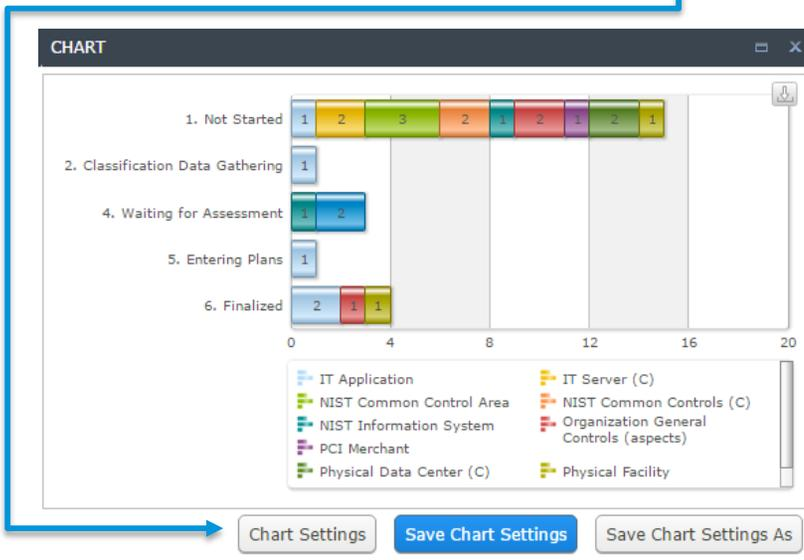 CHART
1. Not Started 1 2 3 2 1 2 1 2 1
2. Classification Data Gathering 1
4. Waiting for Assessment 1 2
5. Entering Plans 1
6. Finalized 2 1 1
0 4 8 12 16 20
IT Application IT Server (C)
NIST Common Control Area NIST Common Controls (C)
NIST Information System Organization General
Controls (aspects)
PCI Merchant
Physical Data Center (C) Physical Facility
Chart Settings Save Chart Settings Save Chart Settings As